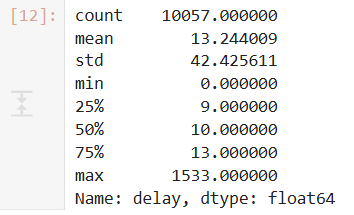 [12]:
count 10057.000000
mean 13.244009
std 42.425611
min 0.000000
25% 9.000000
50% 10.000000
75% 13.000000
max 1533.000000
Name: delay, dtype: float64